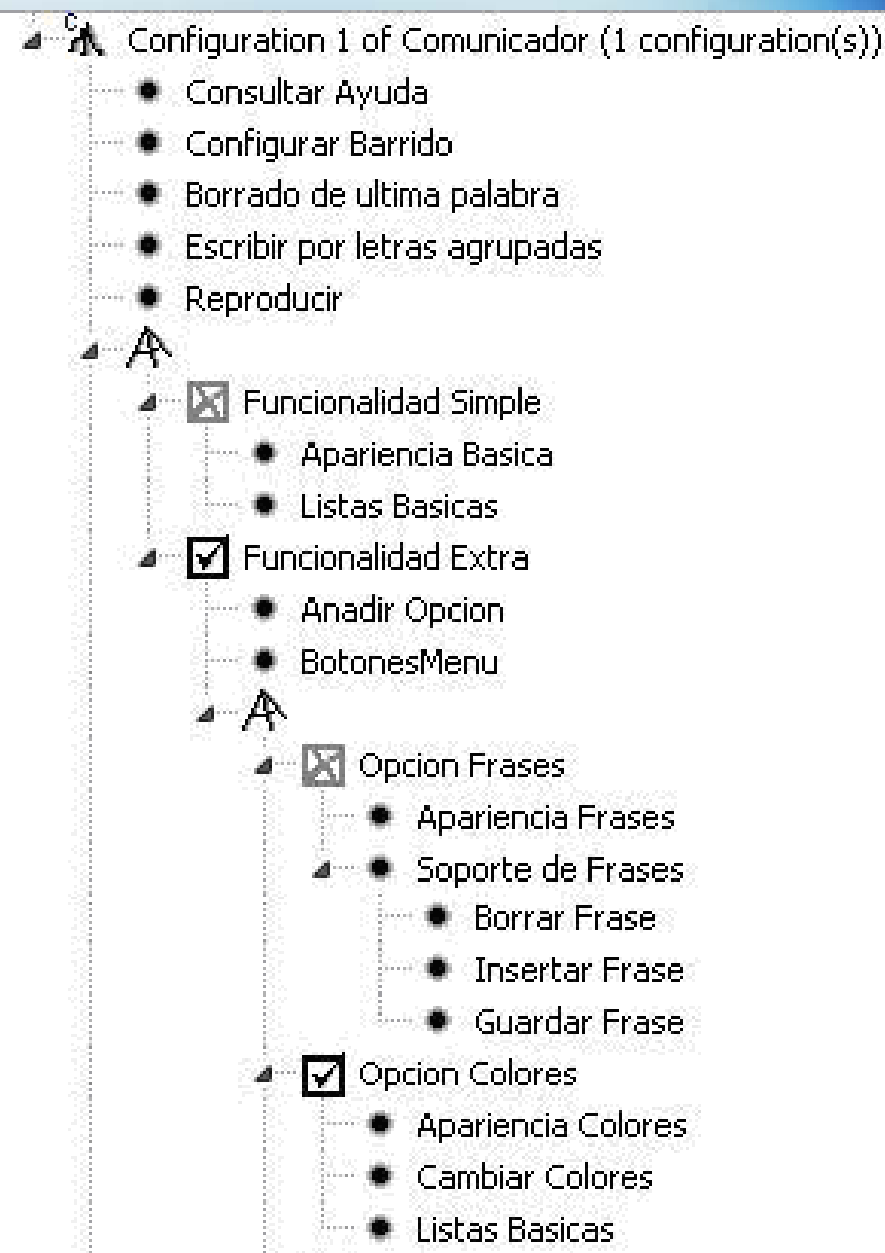 Configuration 1 of Comunicador (1 configuration(s))
Consultar Ayuda
Configurar Barrido
Borrado de ultima palabra
Escribir por letras agrupadas
Reproducir
Funcionalidad Simple
Apariencia Basica
Listas Basicas
Funcionalidad Extra
Anadir Opcion
BotonesMenu
Opcion Frases
Apariencia Frases
Soporte de Frases
Borrar Frase
Insertar Frase
Guardar Frase
Opcion Colores
Apariencia Colores
Cambiar Colores
Listas Basicas